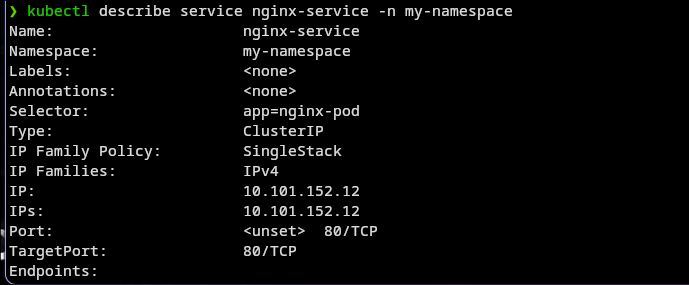 ❯ kubectl describe service nginx-service -n my-namespace
Name:                     nginx-service
Namespace:                my-namespace
Labels:                   <none>
Annotations:              <none>
Selector:                 app=nginx-pod
Type:                     ClusterIP
IP Family Policy:         SingleStack
IP Families:              IPv4
IP:                       10.101.152.12
IPs:                      10.101.152.12
Port:                     <unset>  80/TCP
TargetPort:               80/TCP
Endpoints: